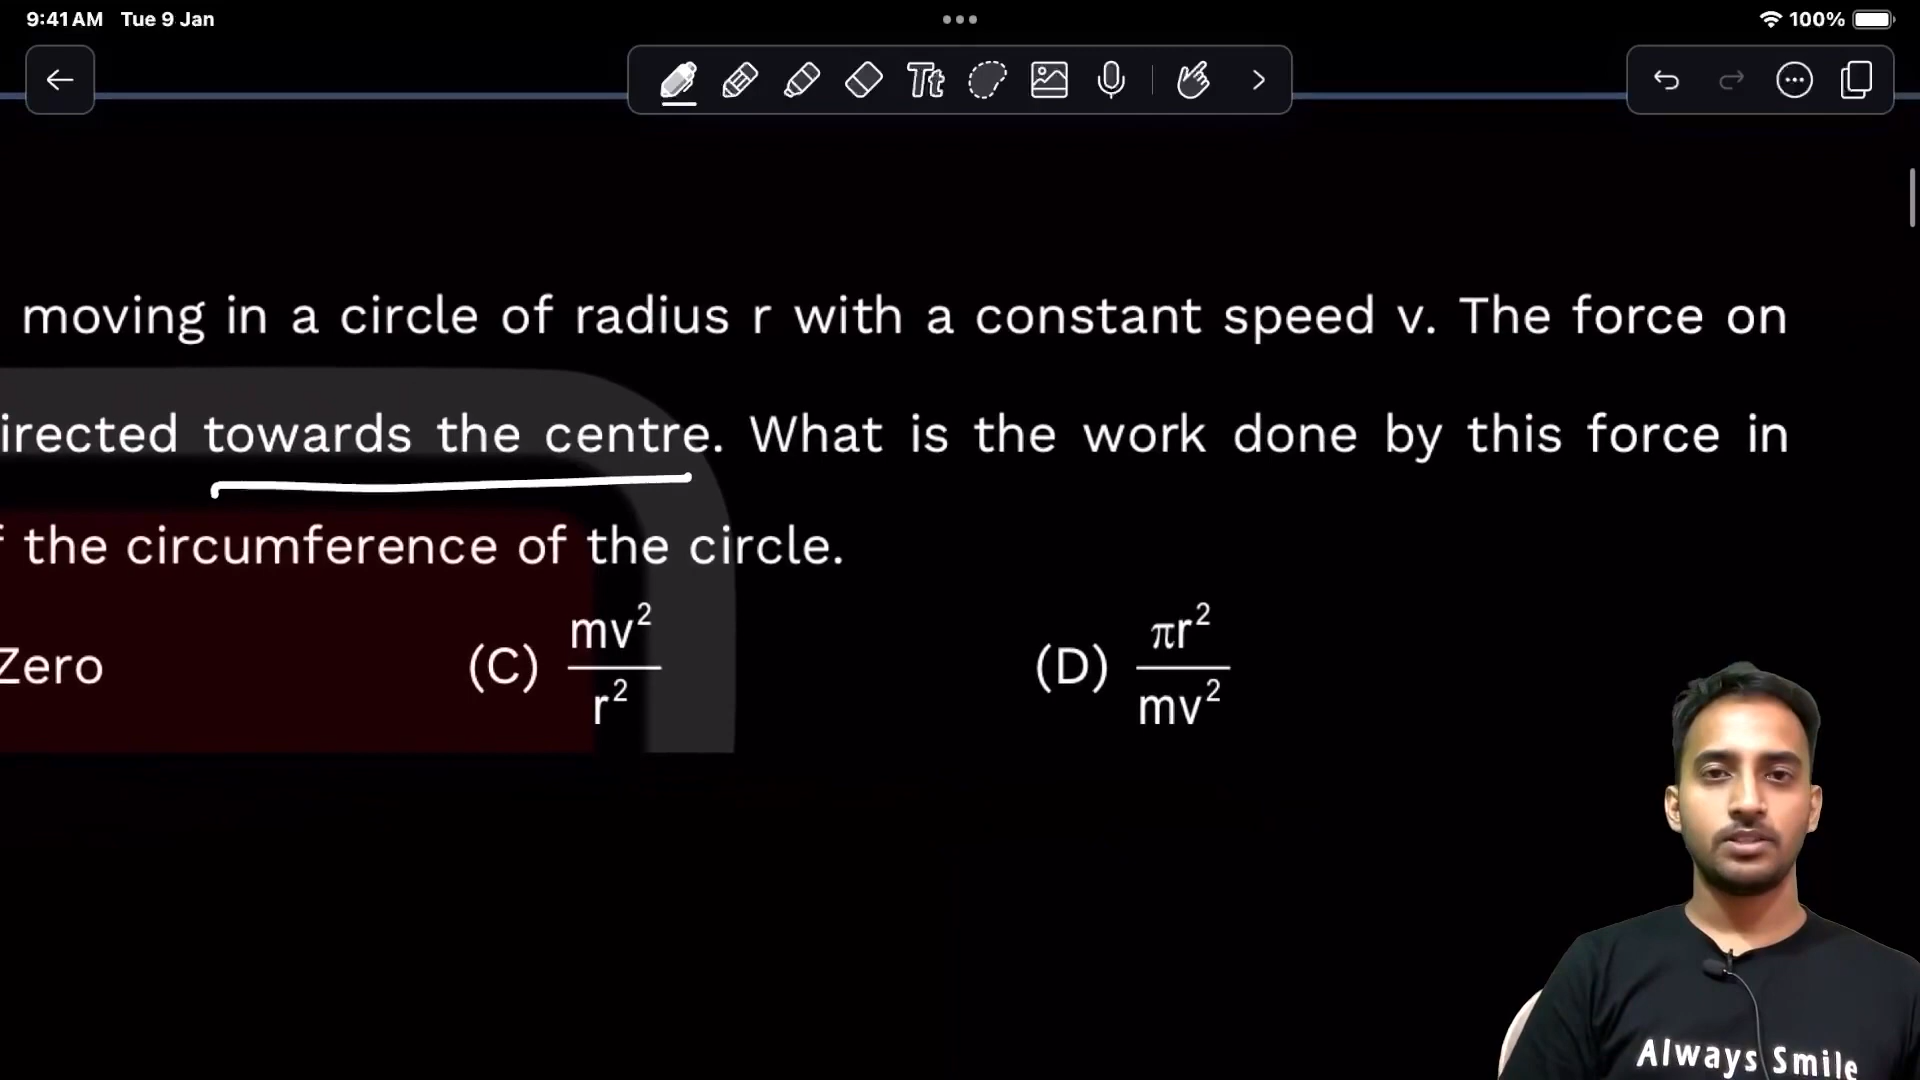 9:41 AM Tue 9 Jan
100%
Tt
moving in a circle of radius r with a constant speed v. The force on
irected towards the centre. What is the work done by this force in
f the circumference of the circle.
Zero (C) mv²/r² (D) πr²/mv²
Always Smile